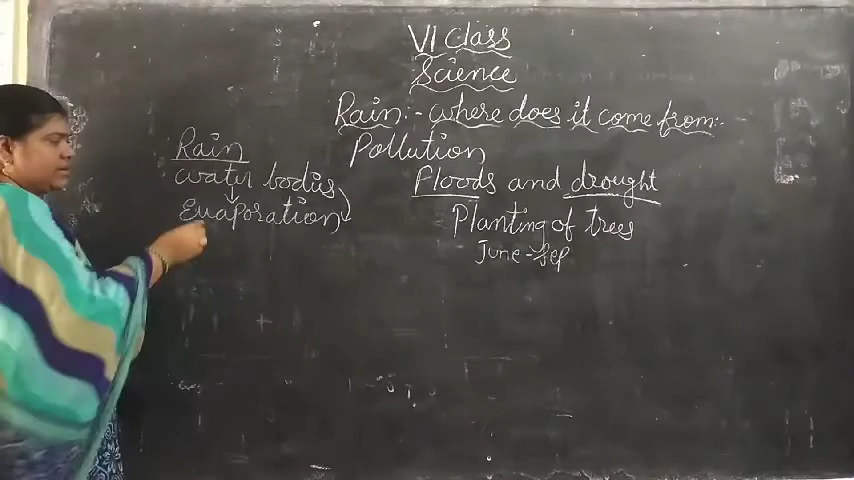 VI Class
Science
Rain:- where does it come from:-
Pollution
Floods and drought
Planting of trees
June-Sep
Rain
water bodies
Evaporation